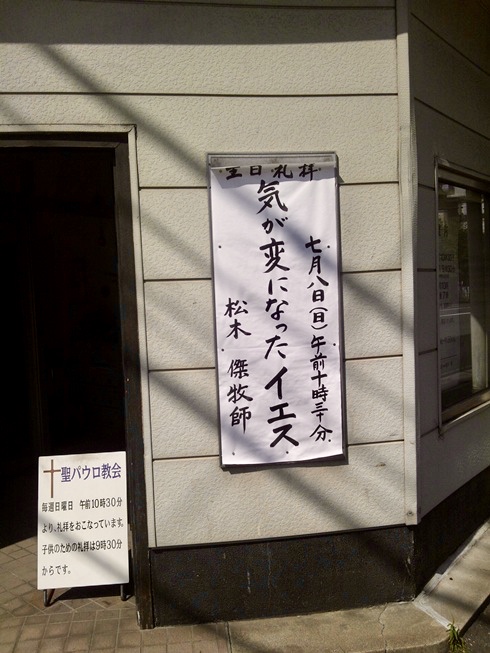 主日礼拝
七月八日(日)午前十時三十分
気が変になったイエス
松木 傑牧師
聖パウロ教会
毎週日曜日 午前10時30分
より、礼拝をおこなっています。
子供のための礼拝は9時30分
からです。